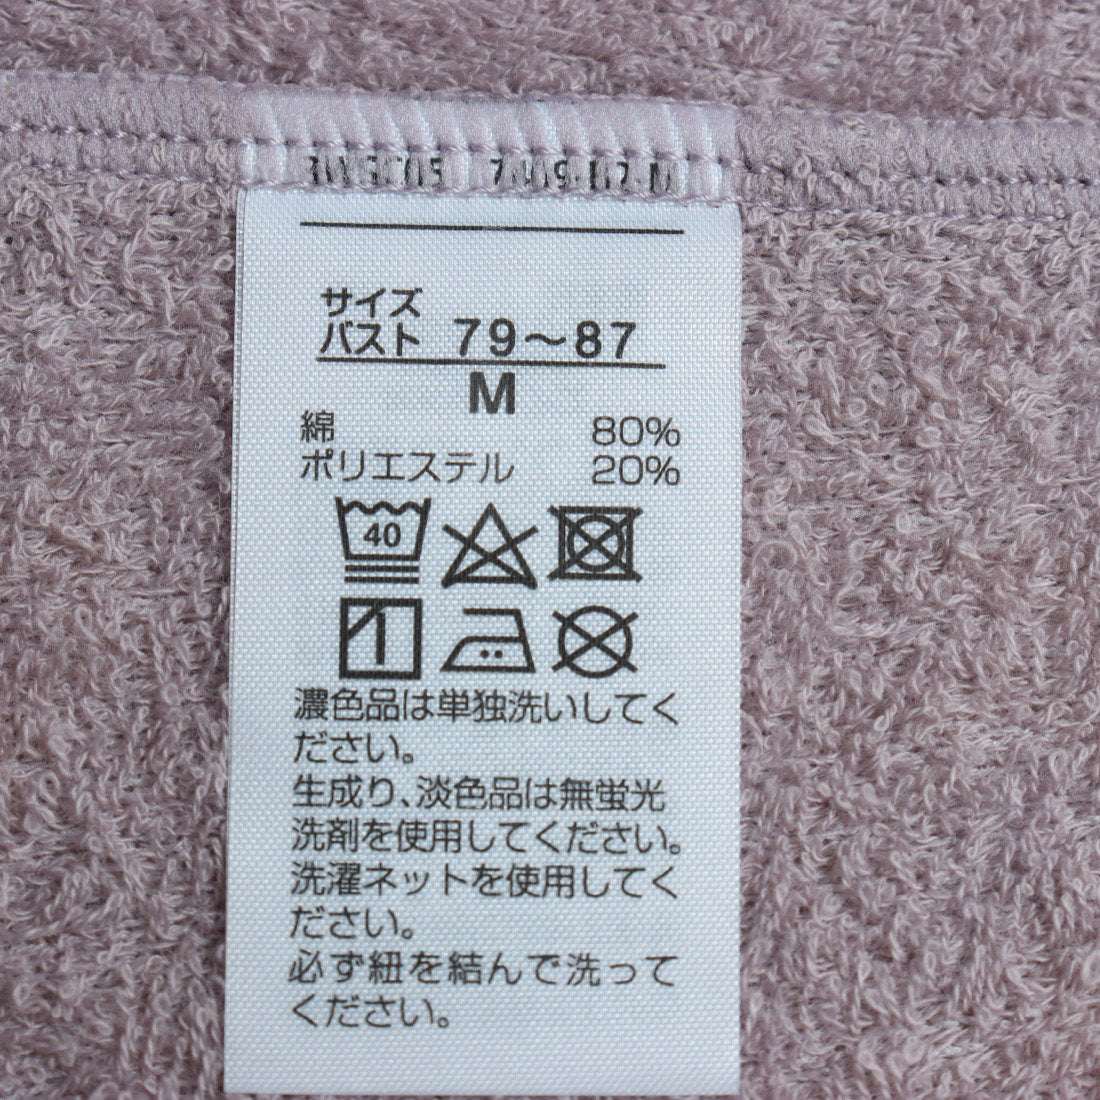 サイズ
バスト 79～87
M
綿 80%
ポリエステル 20%
40
濃色品は単独洗いしてく
ださい。
生成り、淡色品は無蛍光
洗剤を使用してください。
洗濯ネットを使用してく
ださい。
必ず紐を結んで洗って
ください。